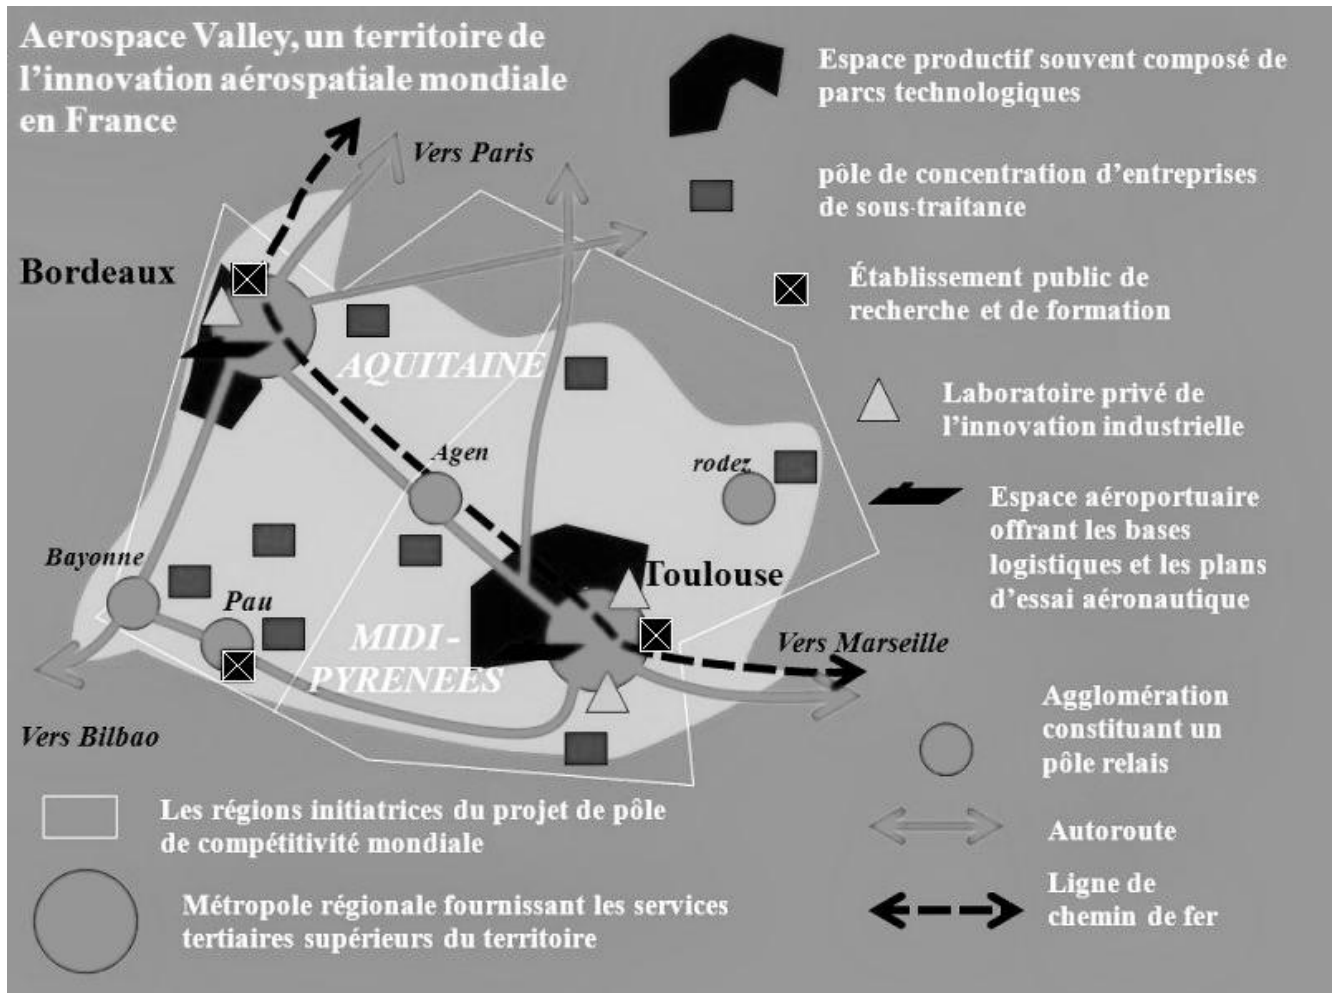 Aerospace Valley, un territoire de
l'innovation aérospatiale mondiale
en France
Vers Paris
Bordeaux
AQUITAINE
Agen
rodez
Bayonne
Pau
Toulouse
MIDI-
PYRENEES
Vers Marseille
Vers Bilbao
Espace productif souvent composé de
parcs technologiques
pôle de concentration d'entreprises
de sous-traitance
Établissement public de
recherche et de formation
Laboratoire privé de
l'innovation industrielle
Espace aéroportuaire
offrant les bases
logistiques et les plans
d'essai aéronautique
Agglomération
constituant un
pôle relais
Autoroute
Ligne de
chemin de fer
Les régions initiatrices du projet de pôle
de compétitivité mondiale
Métropole régionale fournissant les services
tertiaires supérieurs du territoire